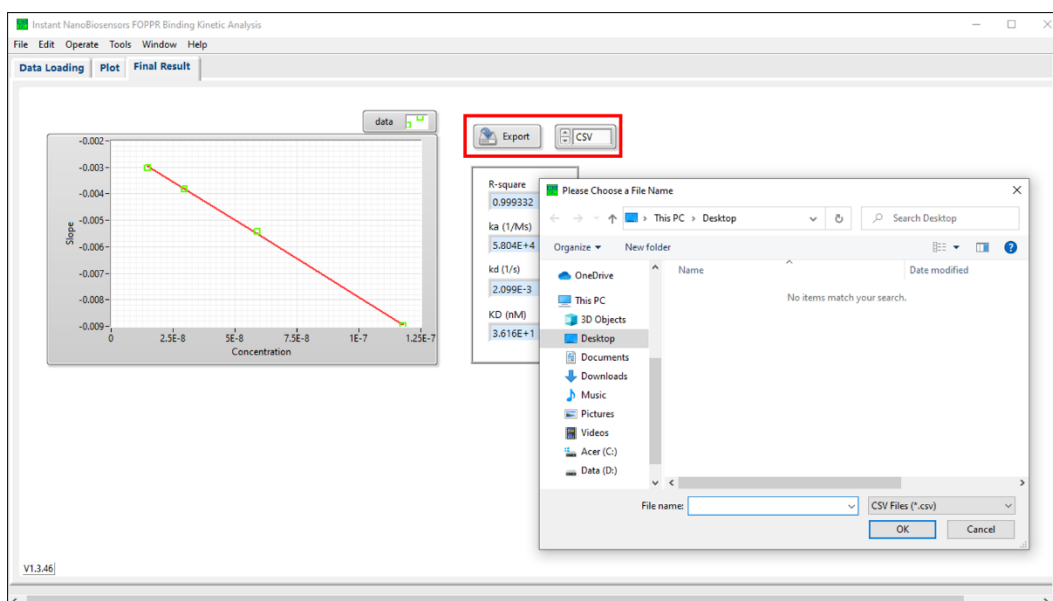 Instant NanoBiosensors FOPPR Binding Kinetic Analysis
File Edit Operate Tools Window Help
Data Loading Plot Final Result
data
Export
CSV
-0.002
-0.003
-0.004
-0.005
-0.006
-0.007
-0.008
-0.009
Slope
0 2.5E-8 5E-8 7.5E-8 1E-7 1.25E-7
Concentration
R-square
0.999332
ka (1/Ms)
5.804E+4
kd (1/s)
2.099E-3
KD (nM)
3.616E+1
Please Choose a File Name
This PC > Desktop
Search Desktop
Organize New folder
OneDrive
This PC
3D Objects
Desktop
Documents
Downloads
Music
Pictures
Videos
Acer (C:)
Data (D:)
Name Date modified
No items match your search.
File name: CSV Files (*.csv)
OK Cancel
V1.3.46